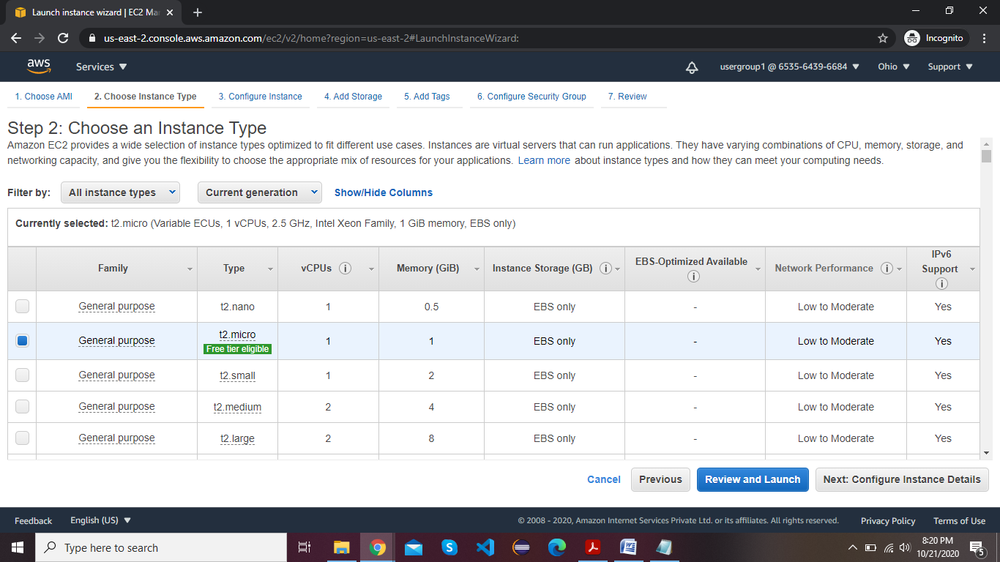 Launch instance wizard | EC2 Mar
us-east-2.console.aws.amazon.com/ec2/v2/home?region=us-east-2#LaunchInstanceWizard:
Incognito
aws
Services
usergroup1 @ 6535-6439-6684
Ohio
Support
1. Choose AMI
2. Choose Instance Type
3. Configure Instance
4. Add Storage
5. Add Tags
6. Configure Security Group
7. Review
Step 2: Choose an Instance Type
Amazon EC2 provides a wide selection of instance types optimized to fit different use cases. Instances are virtual servers that can run applications. They have varying combinations of CPU, memory, storage, and
networking capacity, and give you the flexibility to choose the appropriate mix of resources for your applications. Learn more about instance types and how they can meet your computing needs.
Filter by: All instance types Current generation Show/Hide Columns
Currently selected: t2.micro (Variable ECUs, 1 vCPUs, 2.5 GHz, Intel Xeon Family, 1 GiB memory, EBS only)
Family Type vCPUs i Memory (GiB) Instance Storage (GB) i EBS-Optimized Available i Network Performance i IPv6 Support i
General purpose t2.nano 1 0.5 EBS only - Low to Moderate Yes
General purpose t2.micro 1 1 EBS only - Low to Moderate Yes
Free tier eligible
General purpose t2.small 1 2 EBS only - Low to Moderate Yes
General purpose t2.medium 2 4 EBS only - Low to Moderate Yes
General purpose t2.large 2 8 EBS only - Low to Moderate Yes
Cancel Previous Review and Launch Next: Configure Instance Details
Feedback English (US) © 2008 - 2020, Amazon Internet Services Private Ltd. or its affiliates. All rights reserved. Privacy Policy Terms of Use
Type here to search
8:20 PM
10/21/2020
5